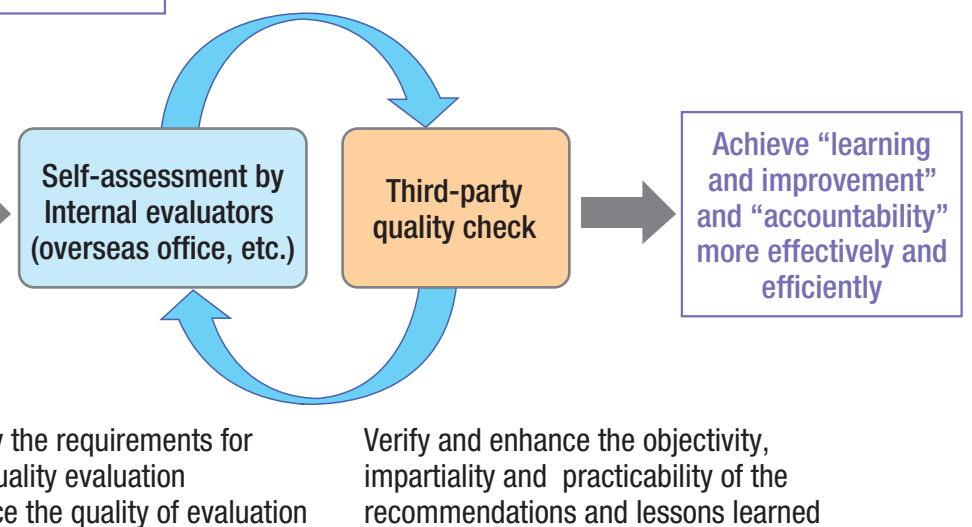 Self-assessment by
Internal evaluators
(overseas office, etc.)
Third-party
quality check
Achieve “learning
and improvement”
and “accountability”
more effectively and
efficiently
the requirements for
evaluation
the quality of evaluation
Verify and enhance the objectivity,
impartiality and practicability of the
recommendations and lessons learned